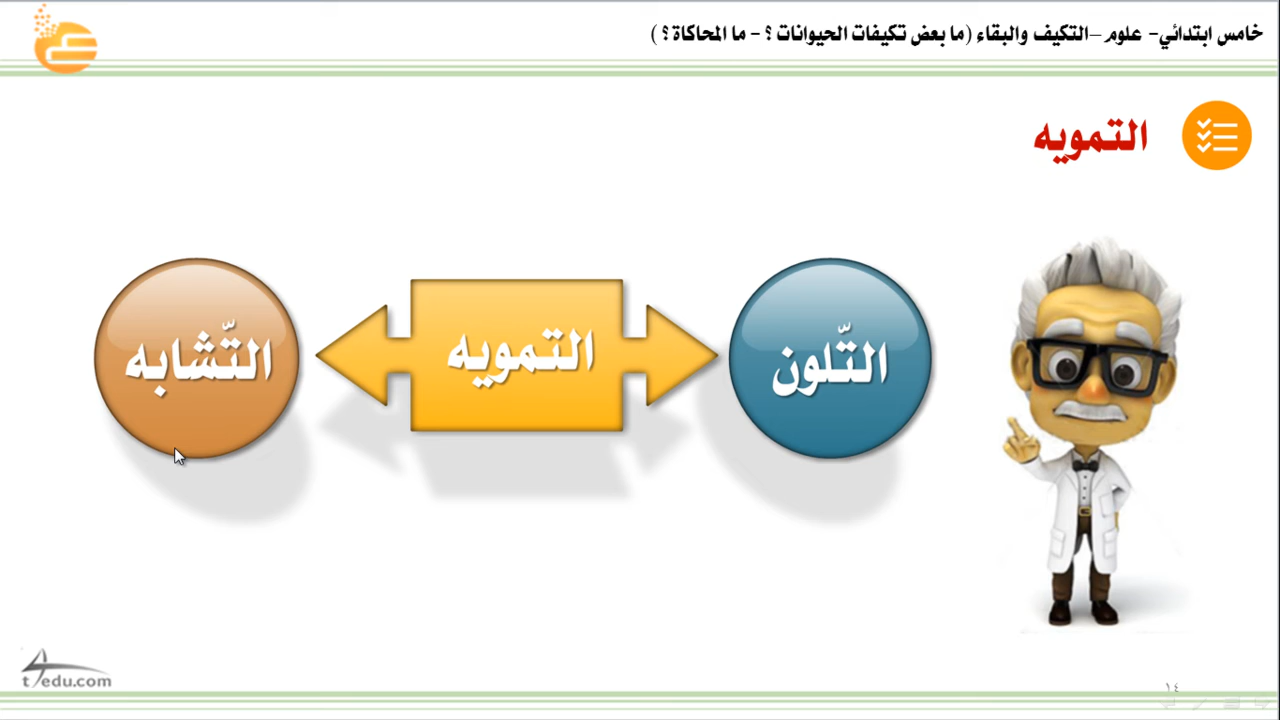 خامس ابتدائي- علوم –التكيف والبقاء (ما بعض تكيفات الحيوانات ؟ - ما المحاكاة ؟ )
التمويه
التّلون
التمويه
التّشابه
t4edu.com
١٤